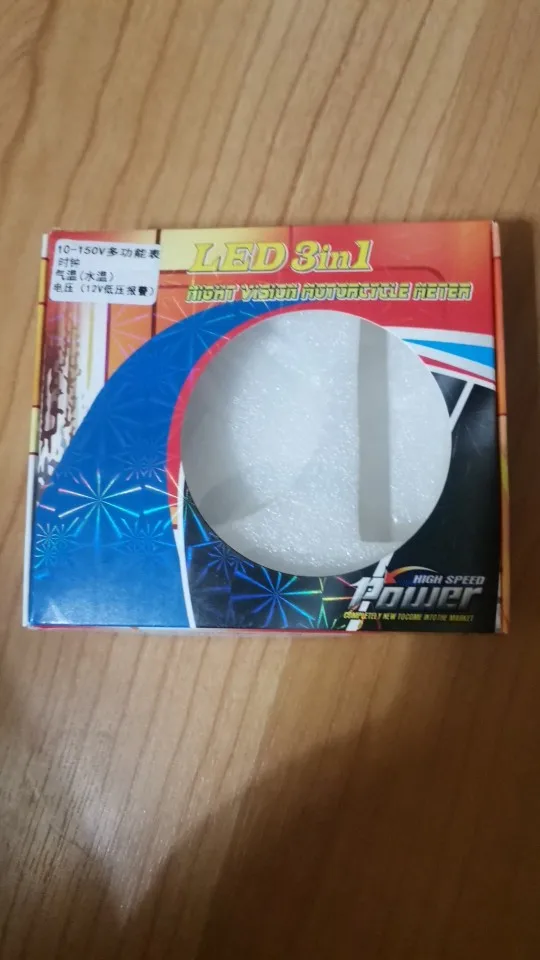 10-150V多功能表
时钟
气温(水温)
电压(12V低压报警)
LED 3in1
NIGHT VISION MOTORCYCLE METER
HIGH SPEED
Power
COMPLETELY NEW TO COME INTO THE MARKET